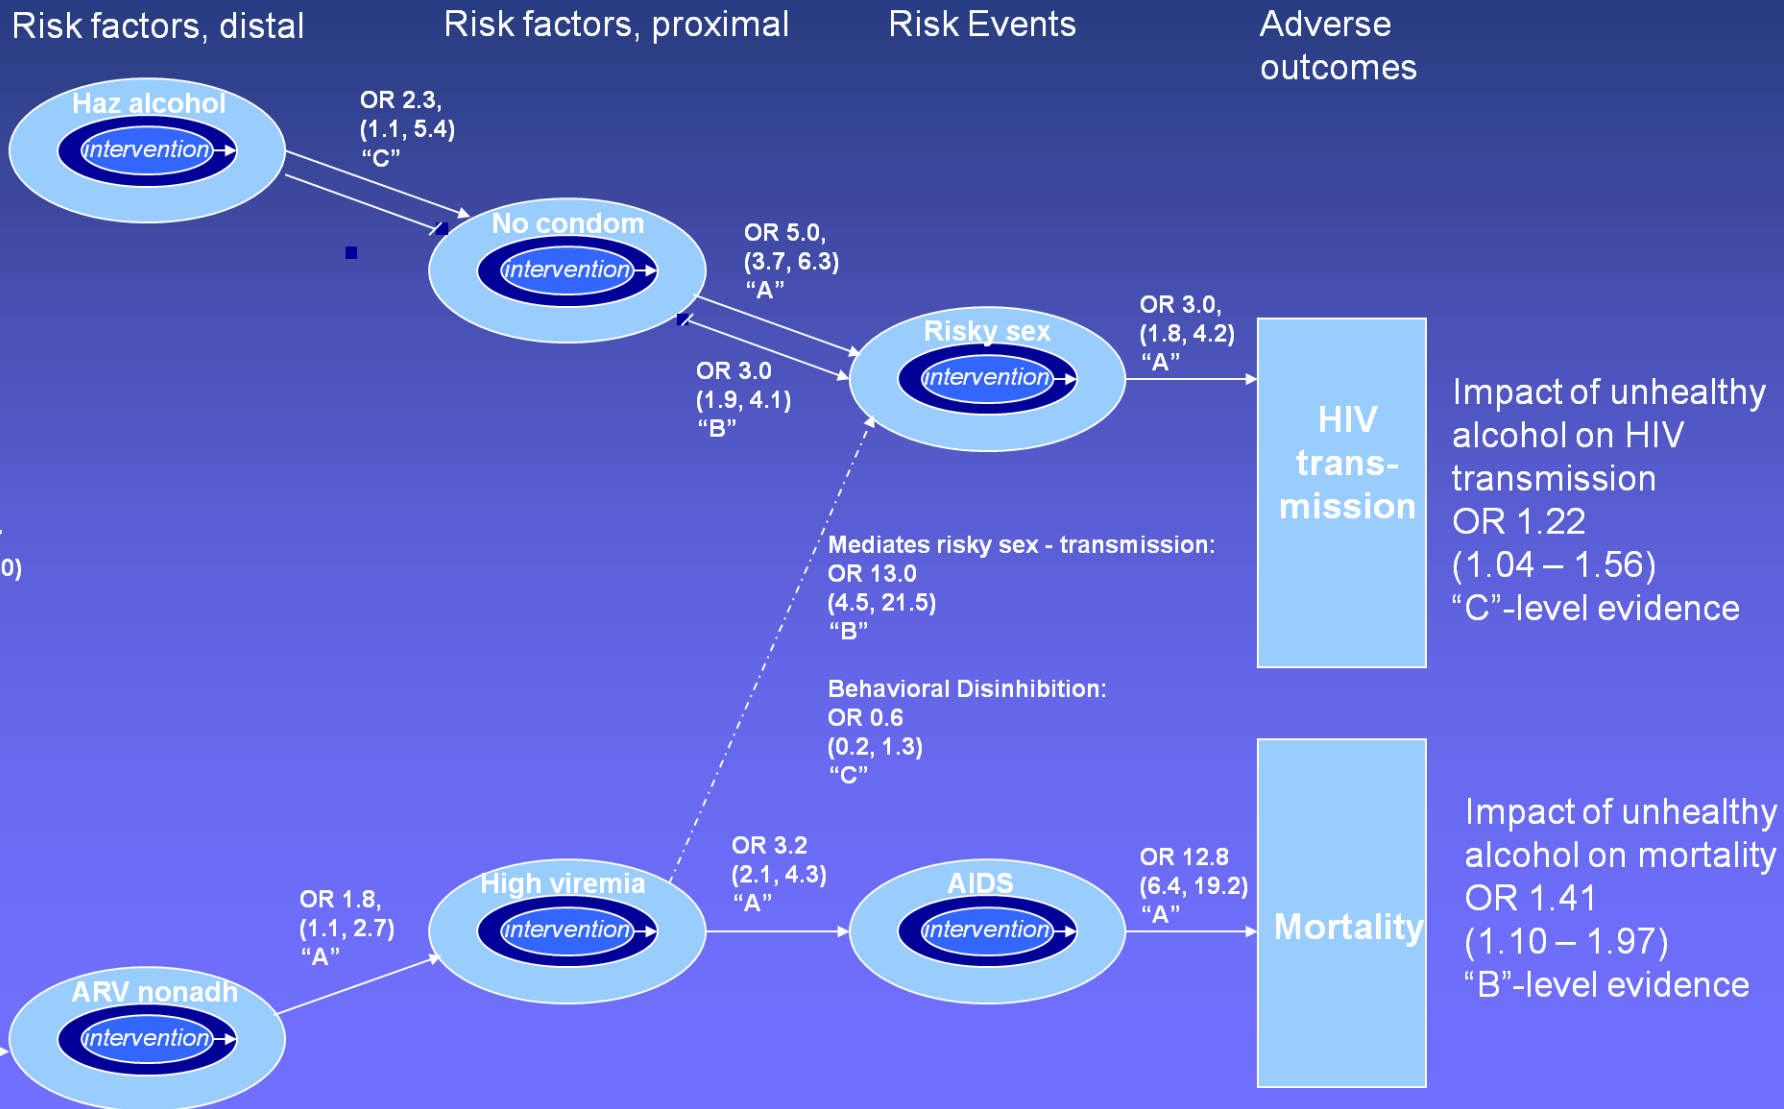 Risk factors, distal
Risk factors, proximal
Risk Events
Adverse
outcomes
Haz alcohol
intervention
OR 2.3,
(1.1, 5.4)
“C”
No condom
intervention
OR 5.0,
(3.7, 6.3)
“A”
OR 3.0
(1.9, 4.1)
“B”
Risky sex
intervention
OR 3.0,
(1.8, 4.2)
“A”
HIV
trans-
mission
Impact of unhealthy
alcohol on HIV
transmission
OR 1.22
(1.04 – 1.56)
“C”-level evidence
0)
Mediates risky sex - transmission:
OR 13.0
(4.5, 21.5)
“B”
Behavioral Disinhibition:
OR 0.6
(0.2, 1.3)
“C”
ARV nonadh
intervention
OR 1.8,
(1.1, 2.7)
“A”
High viremia
intervention
OR 3.2
(2.1, 4.3)
“A”
AIDS
intervention
OR 12.8
(6.4, 19.2)
“A”
Mortality
Impact of unhealthy
alcohol on mortality
OR 1.41
(1.10 – 1.97)
“B”-level evidence